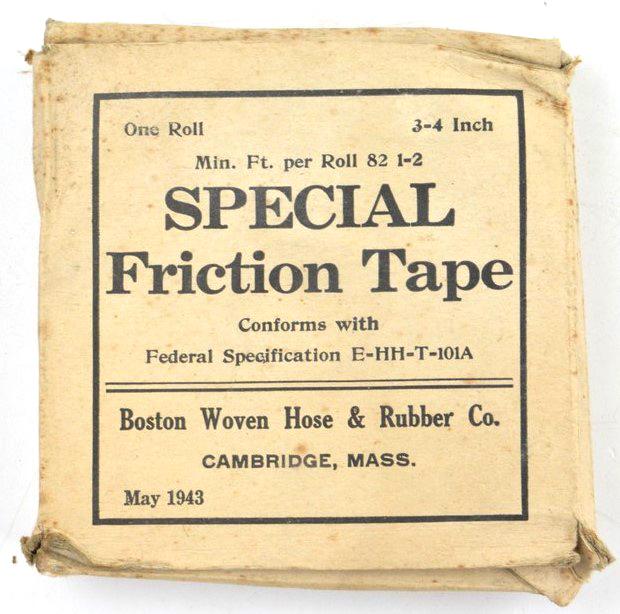 One Roll 3-4 Inch
Min. Ft. per Roll 82 1-2
SPECIAL
Friction Tape
Conforms with
Federal Specification E-HH-T-101A
Boston Woven Hose & Rubber Co.
CAMBRIDGE, MASS.
May 1943